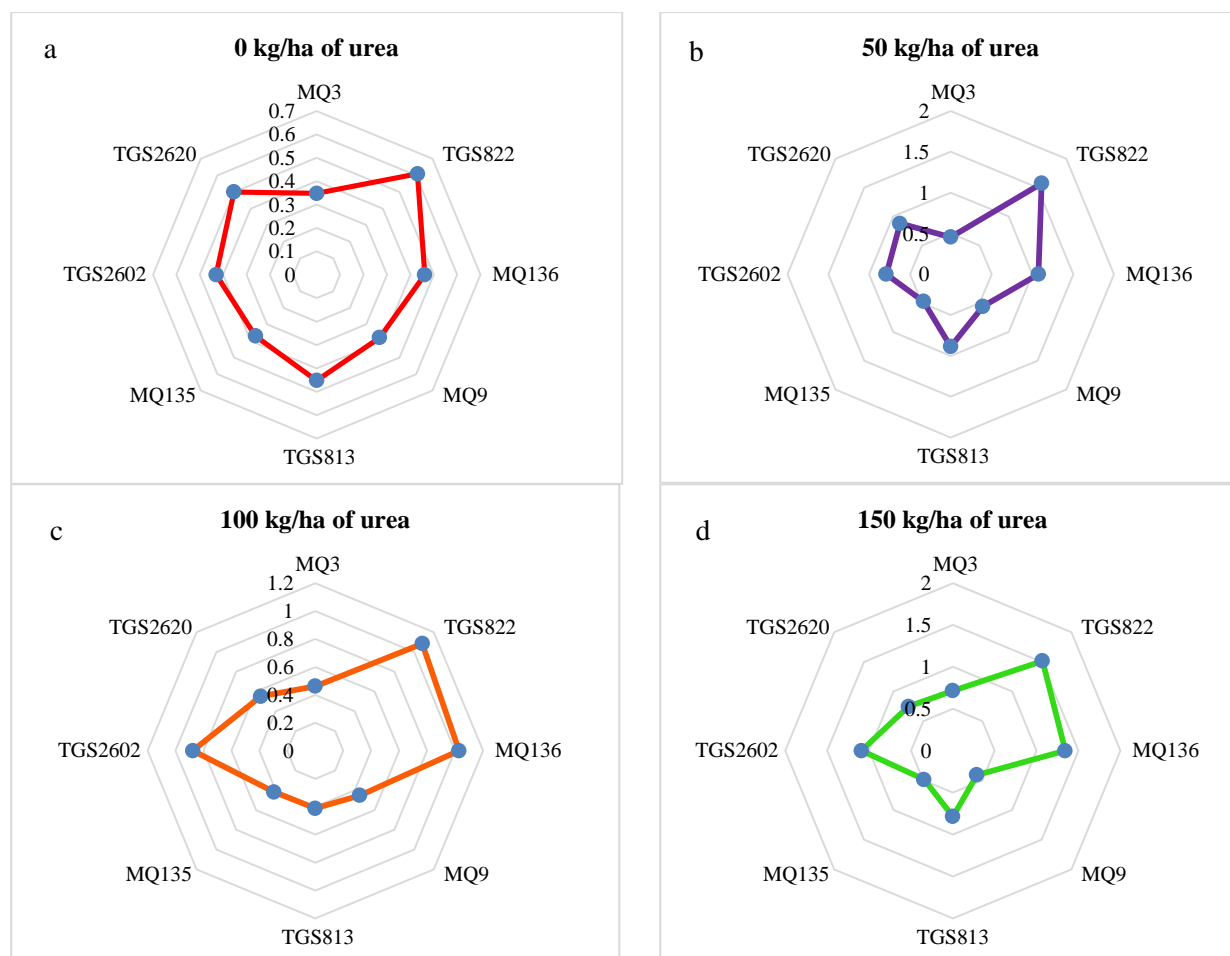 a
0 kg/ha of urea
MQ3
0.7
0.6
0.5
0.4
0.3
0.2
0.1
0
TGS822
MQ136
MQ9
TGS813
MQ135
TGS2602
TGS2620
b
50 kg/ha of urea
MQ3
2
1.5
1
0.5
0
TGS822
MQ136
MQ9
TGS813
MQ135
TGS2602
TGS2620
c
100 kg/ha of urea
MQ3
1.2
1
0.8
0.6
0.4
0.2
0
TGS822
MQ136
MQ9
TGS813
MQ135
TGS2602
TGS2620
d
150 kg/ha of urea
MQ3
2
1.5
1
0.5
0
TGS822
MQ136
MQ9
TGS813
MQ135
TGS2602
TGS2620